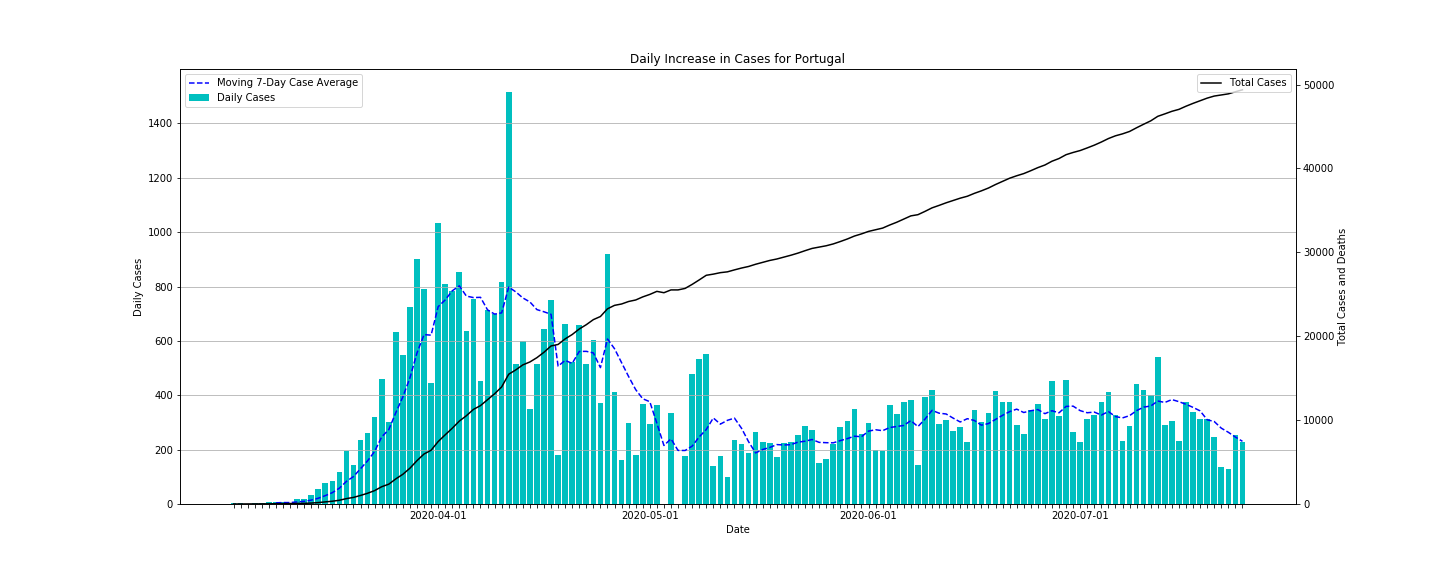 Daily Increase in Cases for Portugal
Moving 7-Day Case Average
Daily Cases
Total Cases
1400
1200
1000
800
600
400
200
0
Daily Cases
50000
40000
30000
20000
10000
0
Total Cases and Deaths
2020-04-01
2020-05-01
2020-06-01
2020-07-01
Date